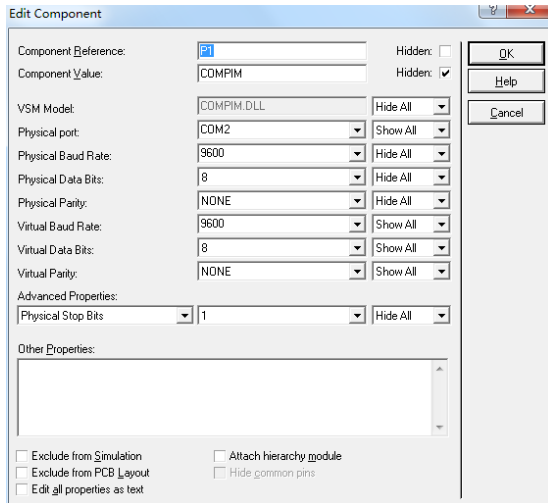 Edit Component
Component Reference: P1 Hidden:
Component Value: COMPIM Hidden:
OK
Help
Cancel
VSM Model: COMPIM.DLL Hide All
Physical port: COM2 Show All
Physical Baud Rate: 9600 Hide All
Physical Data Bits: 8 Hide All
Physical Parity: NONE Hide All
Virtual Baud Rate: 9600 Show All
Virtual Data Bits: 8 Show All
Virtual Parity: NONE Show All
Advanced Properties:
Physical Stop Bits 1 Hide All
Other Properties:
Exclude from Simulation Attach hierarchy module
Exclude from PCB Layout Hide common pins
Edit all properties as text